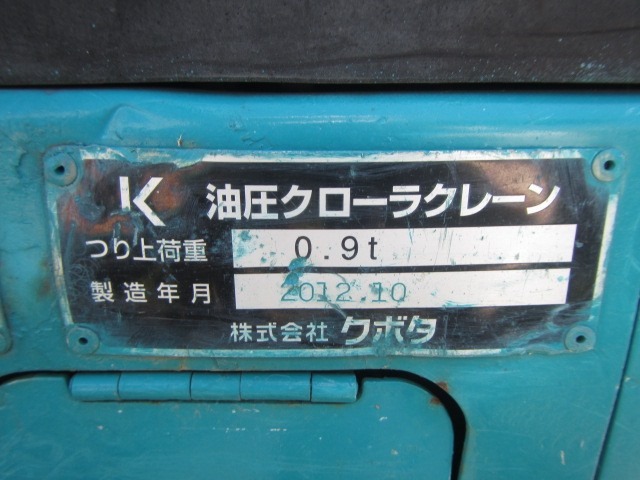 K 油圧クローラクレーン
つり上荷重 0.9t
製造年月 2012.10
株式会社 クボタ